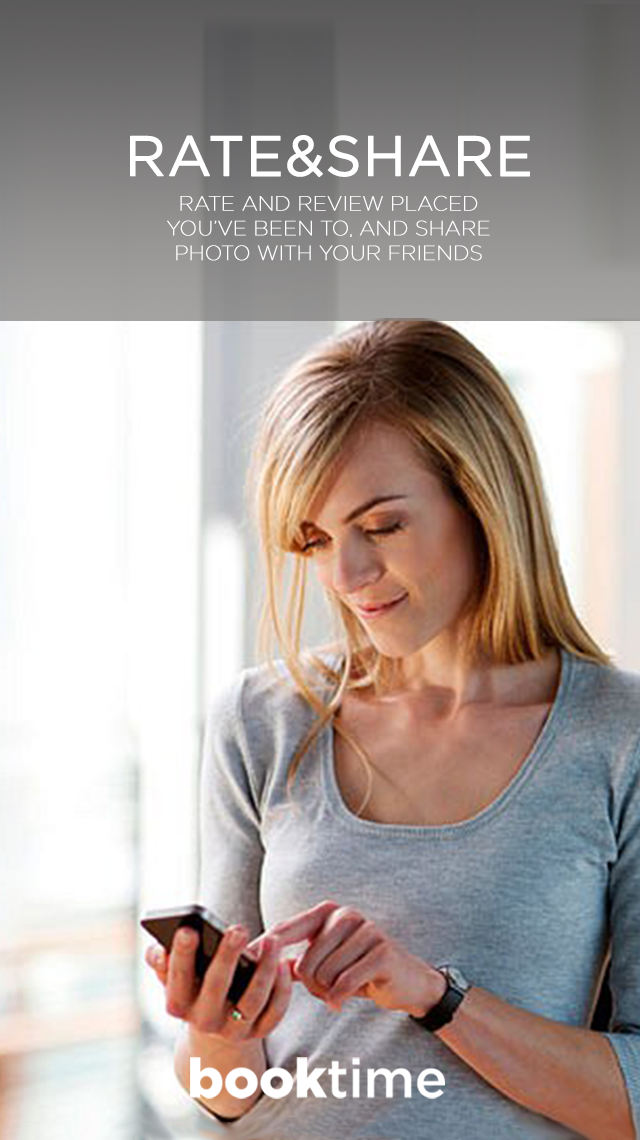 RATE&SHARE
RATE AND REVIEW PLACED
YOU'VE BEEN TO, AND SHARE
PHOTO WITH YOUR FRIENDS
booktime